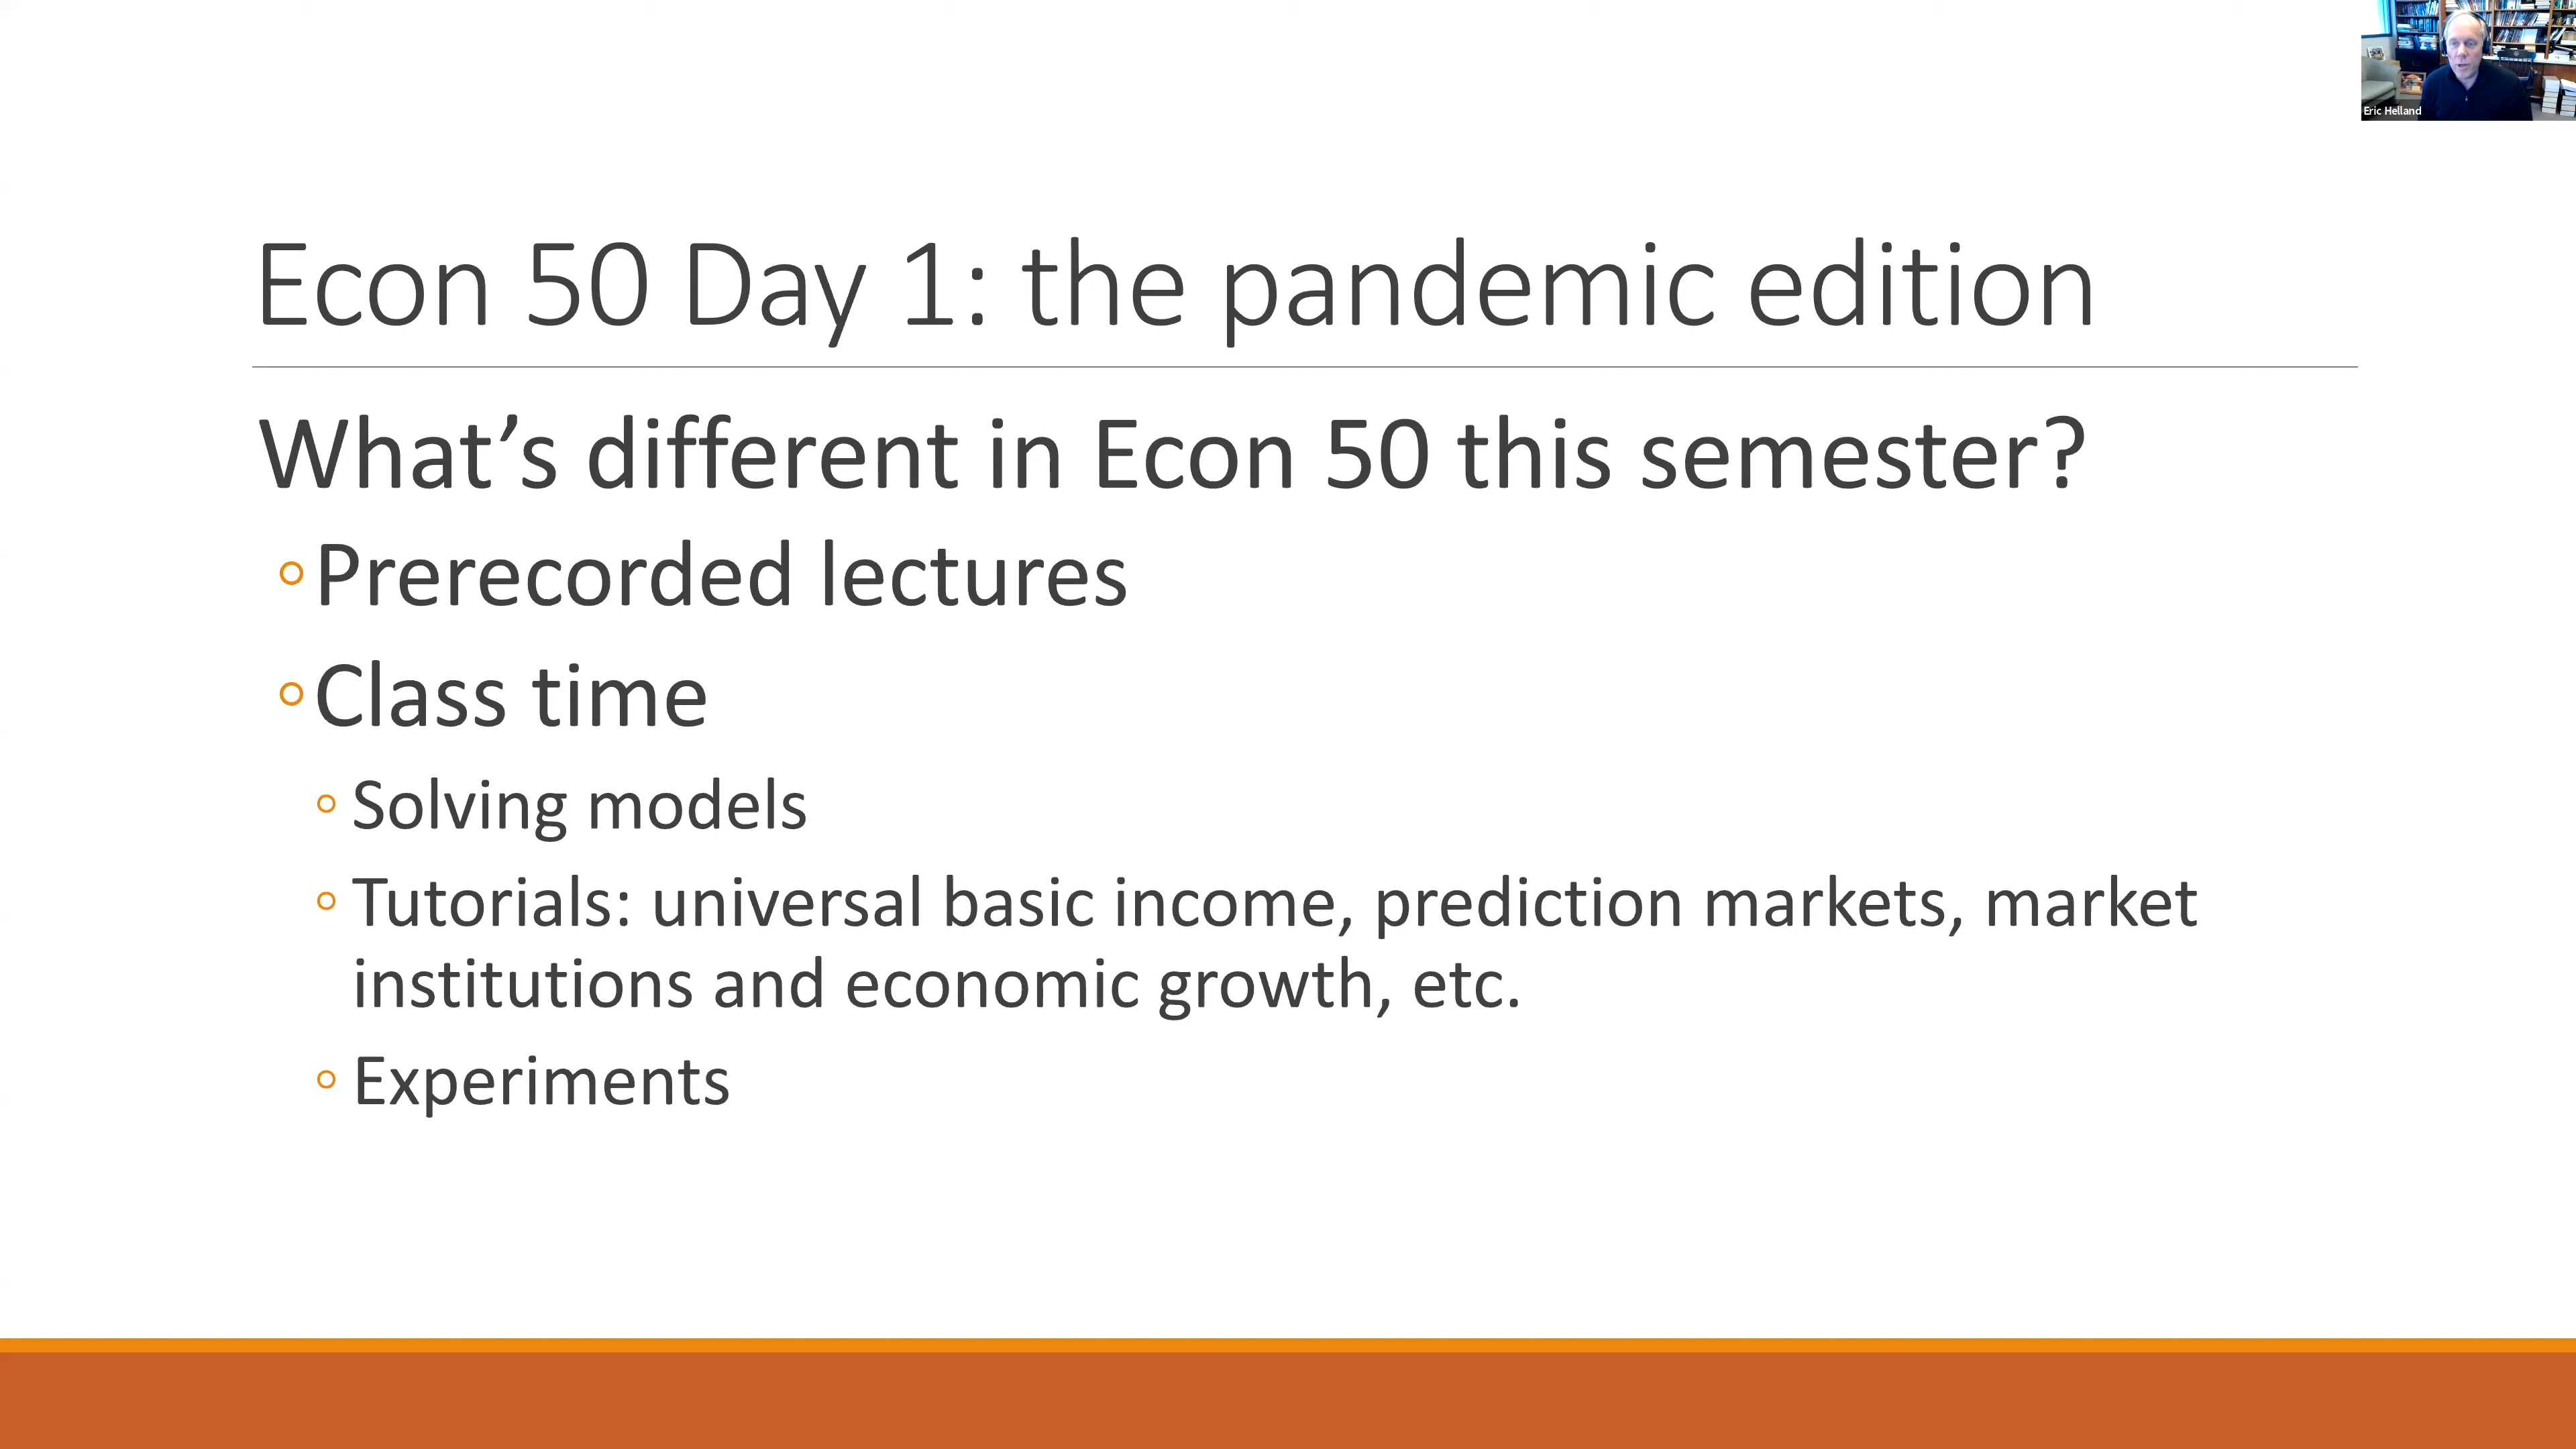 Eric Helland
Econ 50 Day 1: the pandemic edition
What’s different in Econ 50 this semester?
◦Prerecorded lectures
◦Class time
◦ Solving models
◦ Tutorials: universal basic income, prediction markets, market
institutions and economic growth, etc.
◦ Experiments